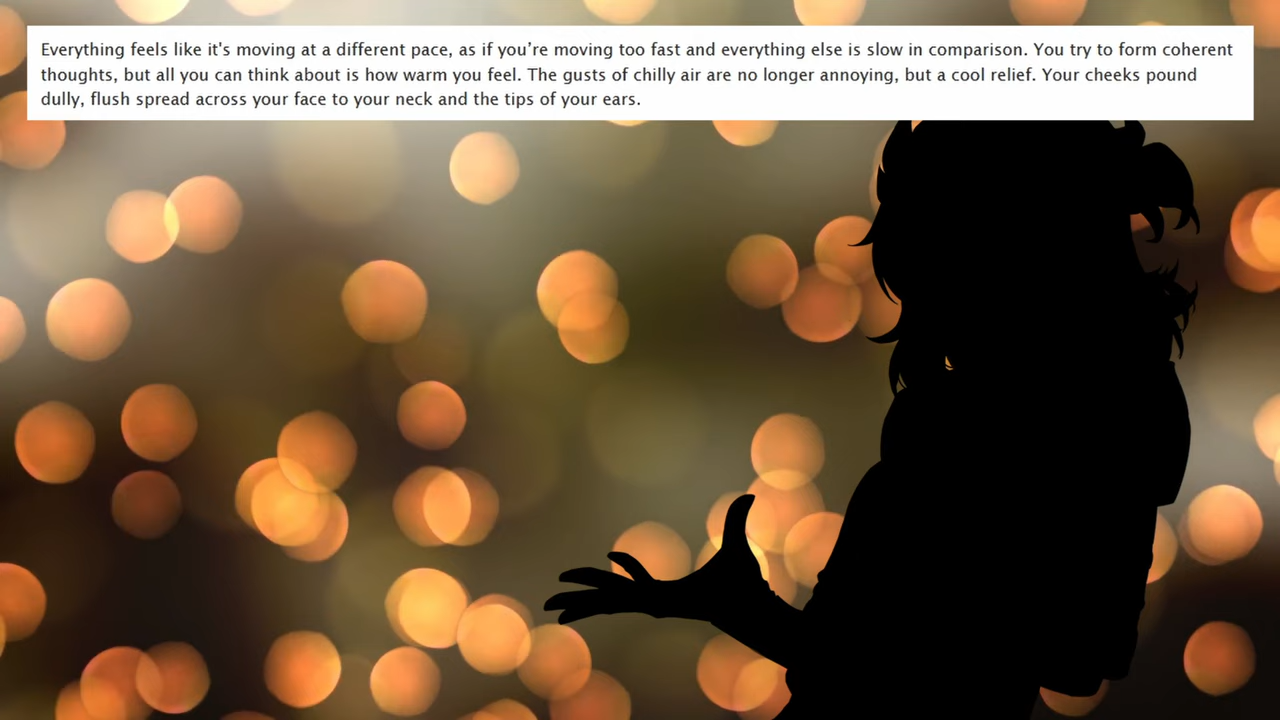 Everything feels like it's moving at a different pace, as if you’re moving too fast and everything else is slow in comparison. You try to form coherent
thoughts, but all you can think about is how warm you feel. The gusts of chilly air are no longer annoying, but a cool relief. Your cheeks pound
dully, flush spread across your face to your neck and the tips of your ears.